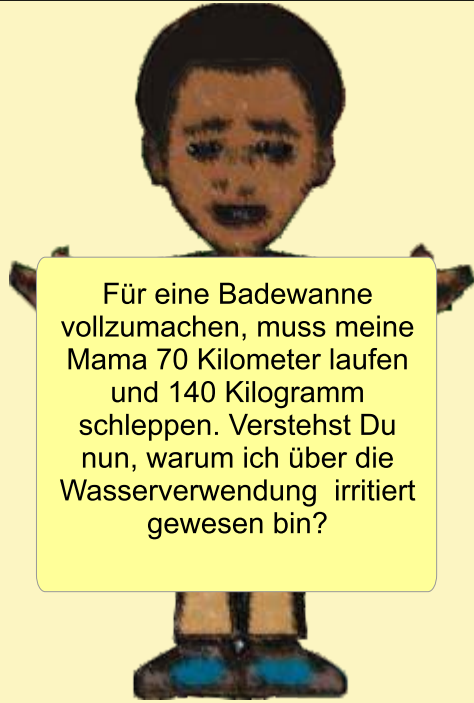 Für eine Badewanne
vollzumachen, muss meine
Mama 70 Kilometer laufen
und 140 Kilogramm
schleppen. Verstehst Du
nun, warum ich über die
Wasserverwendung  irritiert
gewesen bin?